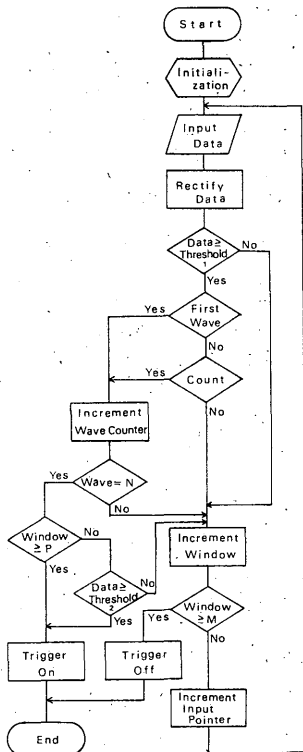 Start
Initiali-
zation
Input
Data
Rectify
Data
Data≥
Threshold
1
No
Yes
First
Wave
Yes
No
Count
Yes
No
Increment
Wave Counter
Wave=N
Yes
No
Window
≥P
No
Yes
Data≥
Threshold
2
No
Yes
Increment
Window
Window
≥M
Yes
No
Trigger
On
Trigger
Off
Increment
Input
Pointer
End